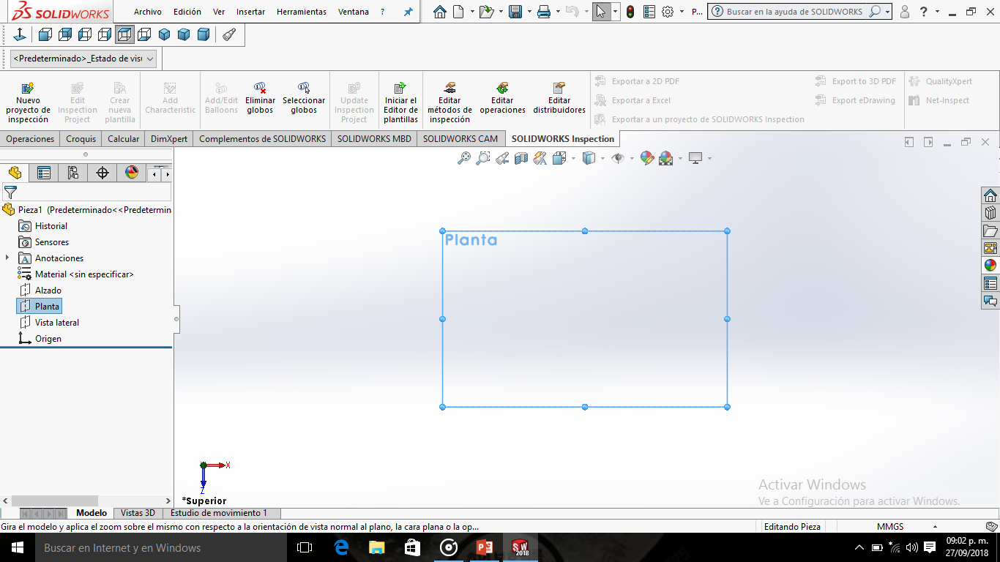 SOLIDWORKS
Archivo Edición Ver Insertar Herramientas Ventana ?
P... Buscar en la ayuda de SOLIDWORKS ?
<Predeterminado>_Estado de visu
Nuevo proyecto de inspección
Edit Inspection Project
Crear nueva plantilla
Add Characteristic
Add/Edit Balloons
Eliminar globos
Seleccionar globos
Update Inspection Project
Iniciar el Editor de plantillas
Editar métodos de inspección
Editar operaciones
Editar distribuidores
Exportar a 2D PDF
Exportar a Excel
Exportar a un proyecto de SOLIDWORKS Inspection
Export to 3D PDF
Export eDrawing
QualityXpert
Net-Inspect
Operaciones Croquis Calcular DimXpert Complementos de SOLIDWORKS SOLIDWORKS MBD SOLIDWORKS CAM SOLIDWORKS Inspection
Pieza1 (Predeterminado<<Predetermin
Historial
Sensores
Anotaciones
Material <sin especificar>
Alzado
Planta
Vista lateral
Origen
Planta
X
Z
*Superior
Activar Windows
Ve a Configuración para activar Windows.
Modelo Vistas 3D Estudio de movimiento 1
Gira el modelo y aplica el zoom sobre el mismo con respecto a la orientación de vista normal al plano, la cara plana o la op...
Editando Pieza MMGS
Buscar en Internet y en Windows
SW 2018
09:02 p. m.
27/09/2018